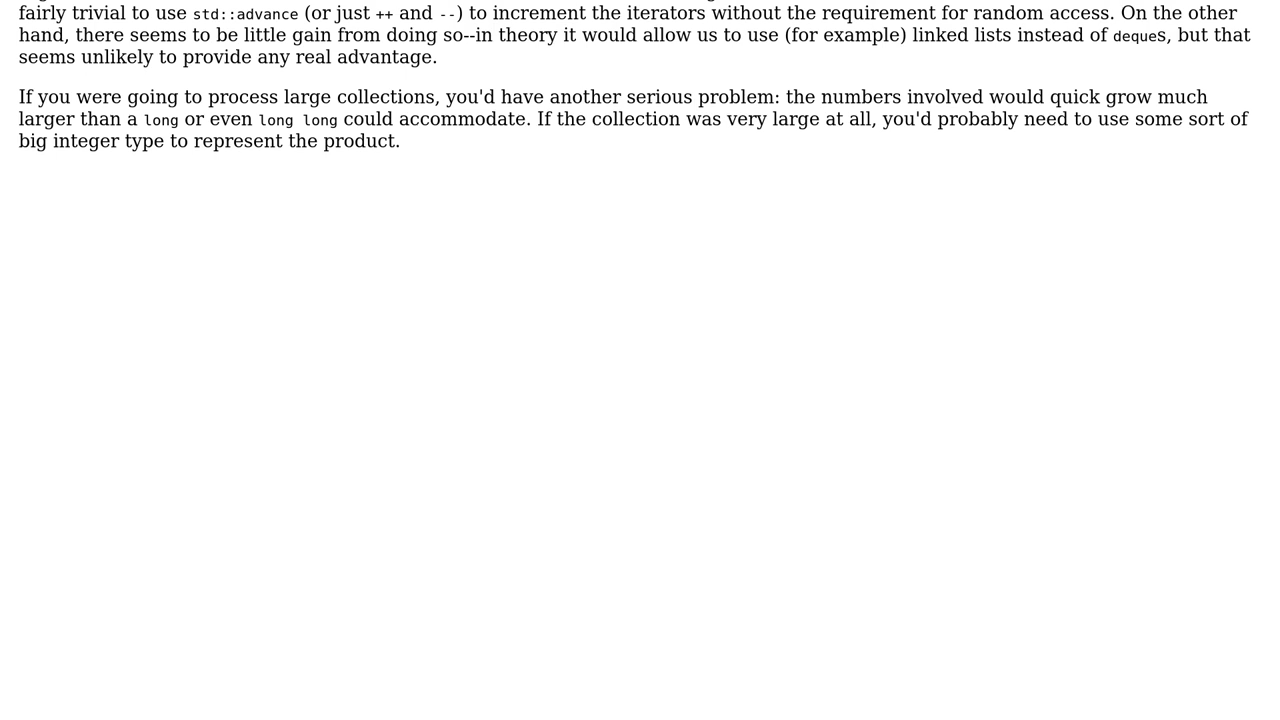 fairly trivial to use std::advance (or just ++ and --) to increment the iterators without the requirement for random access. On the other
hand, there seems to be little gain from doing so--in theory it would allow us to use (for example) linked lists instead of deques, but that
seems unlikely to provide any real advantage.
If you were going to process large collections, you'd have another serious problem: the numbers involved would quick grow much
larger than a long or even long long could accommodate. If the collection was very large at all, you'd probably need to use some sort of
big integer type to represent the product.